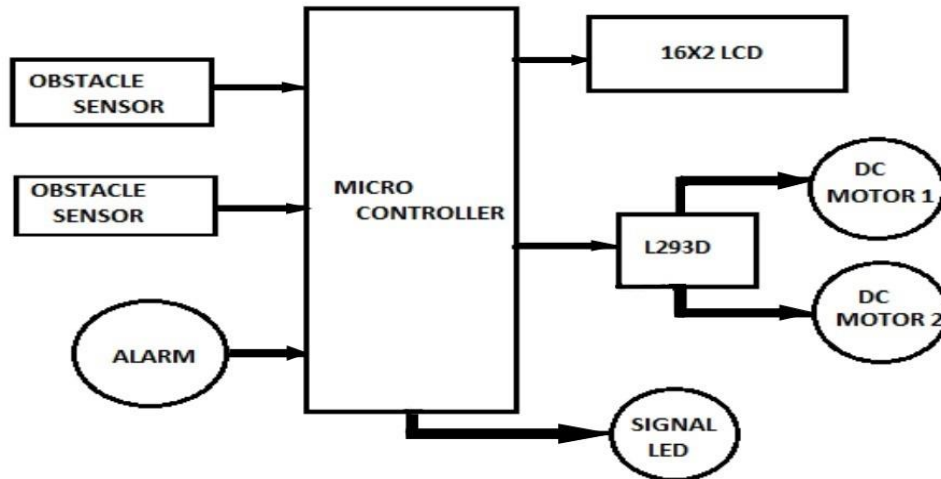 16X2 LCD
OBSTACLE
SENSOR
OBSTACLE
SENSOR
MICRO
CONTROLLER
DC
MOTOR 1
L293D
DC
MOTOR 2
ALARM
SIGNAL
LED